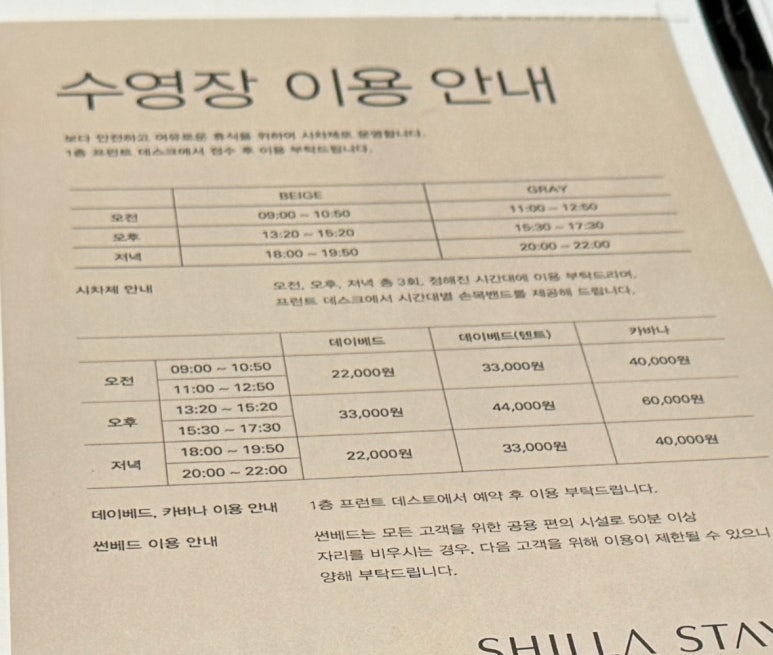 수영장 이용 안내
보다 안전하고 여유로운 휴식을 위하여 시차제로 운영합니다.
1층 프런트 데스크에서 접수 후 이용 부탁드립니다.
BEIGE GRAY
오전 09:00 ~ 10:50 11:00 ~ 12:50
오후 13:20 ~ 15:20 15:30 ~ 17:30
저녁 18:00 ~ 19:50 20:00 ~ 22:00
시차제 안내 오전, 오후, 저녁 총 3회, 정해진 시간대에 이용 부탁드리며,
프런트 데스크에서 시간대별 손목밴드를 제공해 드립니다.
데이베드 데이베드(텐트) 카바나
오전 09:00 ~ 10:50 22,000원 33,000원 40,000원
11:00 ~ 12:50
오후 13:20 ~ 15:20 33,000원 44,000원 60,000원
15:30 ~ 17:30
저녁 18:00 ~ 19:50 22,000원 33,000원 40,000원
20:00 ~ 22:00
데이베드, 카바나 이용 안내 1층 프런트 데스트에서 예약 후 이용 부탁드립니다.
썬베드 이용 안내 썬베드는 모든 고객을 위한 공용 편의 시설로 50분 이상
자리를 비우시는 경우, 다음 고객을 위해 이용이 제한될 수 있으니
양해 부탁드립니다.
SHILLA STAY